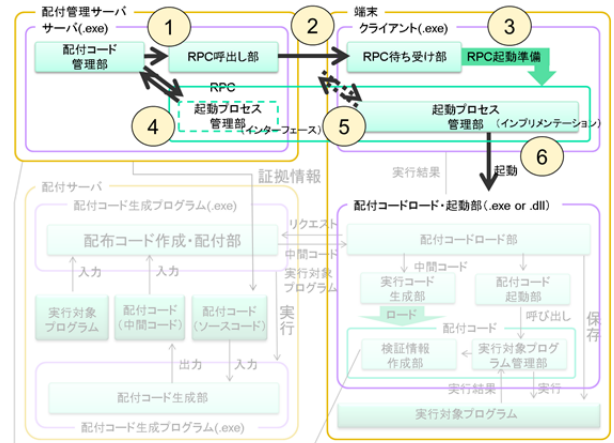 配付管理サーバ
サーバ(.exe)
配付コード
管理部
1
RPC呼出し部
2
端末
クライアント(.exe)
RPC待ち受け部
3
RPC起動準備
RPC
4
起動プロセス
管理部
(インターフェース)
5
起動プロセス
管理部
(インプリメンテーション)
6
起動
実行結果
証拠情報
配付サーバ
配付コード生成プログラム(.exe)
配布コード作成・配付部
リクエスト
中間コード
実行対象
プログラム
入力
入力
実行対象
プログラム
配付コード
(中間コード)
配付コード
(ソースコード)
実行
出力
入力
配付コード生成部
配付コード生成プログラム(.exe)
配付コードロード・起動部(.exe or .dll)
配付コードロード部
中間コード
実行コード
生成部
配付コード
起動部
ロード
呼び出し
配付コード
検証情報
作成部
実行対象プロ
グラム管理部
保存
実行結果
実行
実行対象プログラム